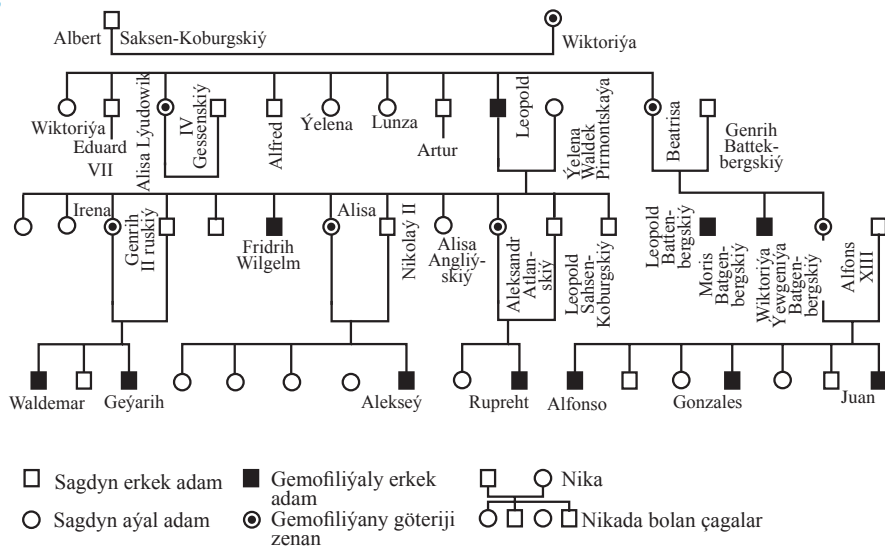 Albert
Saksen-Koburgskiý
Wiktoriýa
Wiktoriýa
Eduard
VII
Alisa Lýudowik
IV
Gessenskiý
Alfred
Ýelena
Lunza
Artur
Leopold
Ýelena
Waldek
Pirmontskaýa
Beatrisa
Genrih
Battek-
bergskiý
Irena
Genrih
II ruskiý
Fridrih
Wilgelm
Alisa
Nikolaý II
Alisa
Angliý-
skiý
Aleksandr
Atlan-
skiý
Leopold
Sahsen-
Koburgskiý
Leopold
Batten-
bergskiý
Moris
Batgen-
bergskiý
Wiktoriýa
Ýewgeniýa
Batgen-
bergskiý
Alfons
XIII
Waldemar
Geýarih
Alekseý
Rupreht
Alfonso
Gonzales
Juan
Sagdyn erkek adam
Gemofiliýaly erkek
adam
Nika
Sagdyn aýal adam
Gemofiliýany göteriji
zenan
Nikada bolan çagalar